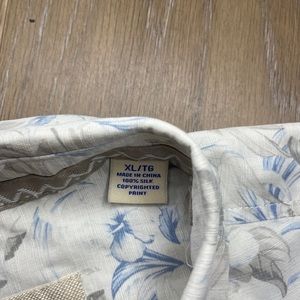 XL/TG
MADE IN CHINA
100% SILK
COPYRIGHTED
PRINT